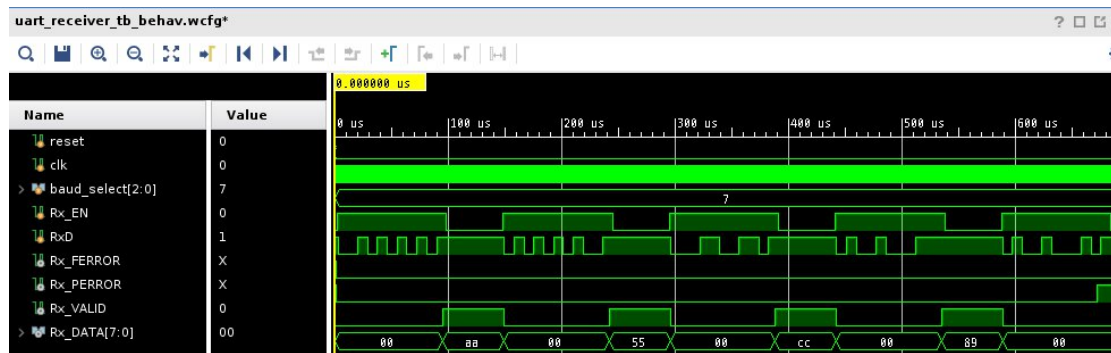 uart_receiver_tb_behav.wcfg*
?
0.000000 us
Name Value
0 us 100 us 200 us 300 us 400 us 500 us 600 us
reset 0
clk 0
baud_select[2:0] 7 7
Rx_EN 0
RxD 1
Rx_FERROR X
Rx_PERROR X
Rx_VALID 0
Rx_DATA[7:0] 00 00 aa 00 55 00 cc 00 89 00